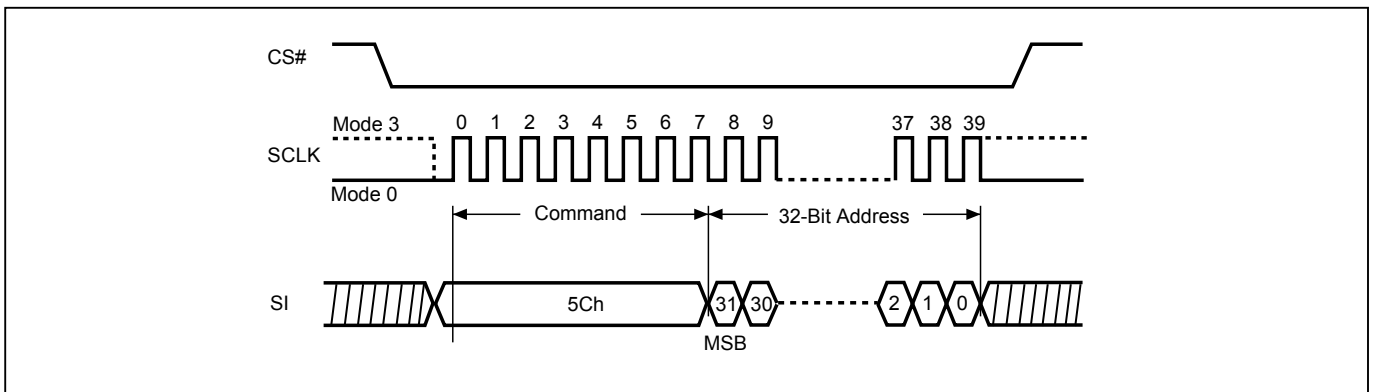 CS#
Mode 3
0 1 2 3 4 5 6 7 8 9 37 38 39
SCLK
Mode 0
Command 32-Bit Address
SI 5Ch 31 30 2 1 0
MSB